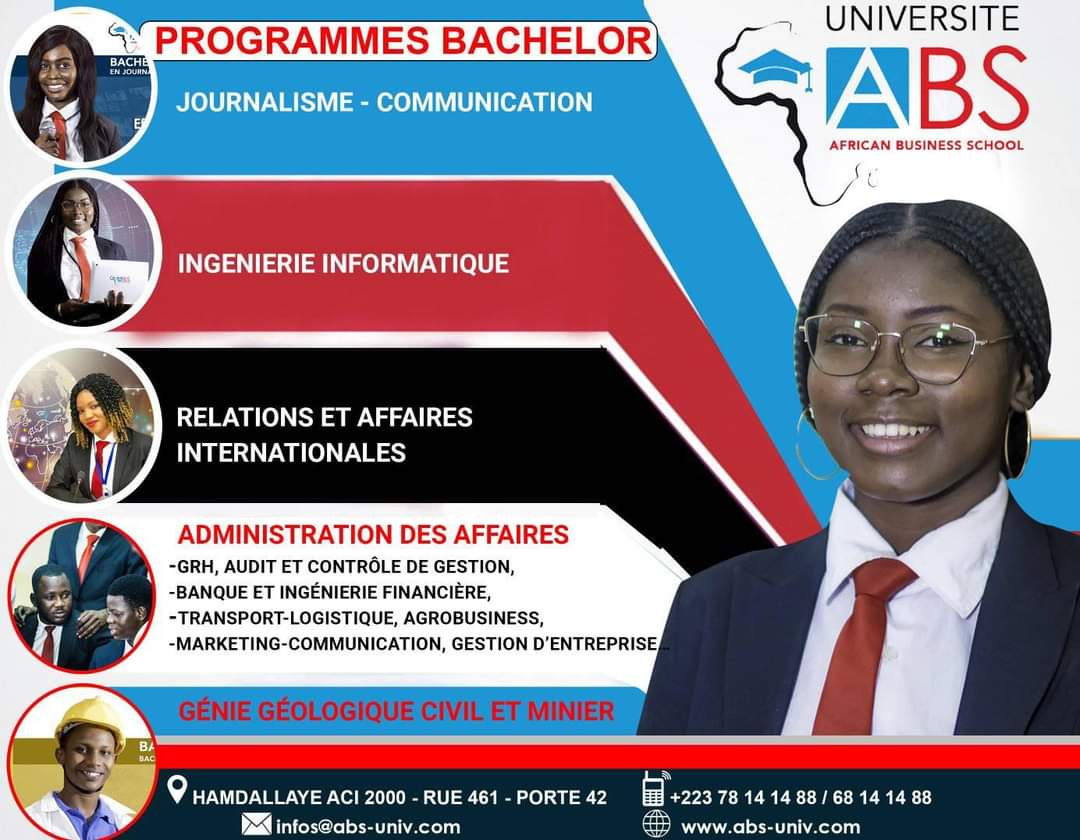 PROGRAMMES BACHELOR
JOURNALISME - COMMUNICATION
UNIVERSITE
ABS
AFRICAN BUSINESS SCHOOL
INGENIERIE INFORMATIQUE
RELATIONS ET AFFAIRES
INTERNATIONALES
ADMINISTRATION DES AFFAIRES
-GRH, AUDIT ET CONTRÔLE DE GESTION,
-BANQUE ET INGÉNIERIE FINANCIÈRE,
-TRANSPORT-LOGISTIQUE, AGROBUSINESS,
-MARKETING-COMMUNICATION, GESTION D’ENTREPRISE...
GÉNIE GÉOLOGIQUE CIVIL ET MINIER
HAMDALLAYE ACI 2000 - RUE 461 - PORTE 42
+223 78 14 14 88 / 68 14 14 88
infos@abs-univ.com
www.abs-univ.com